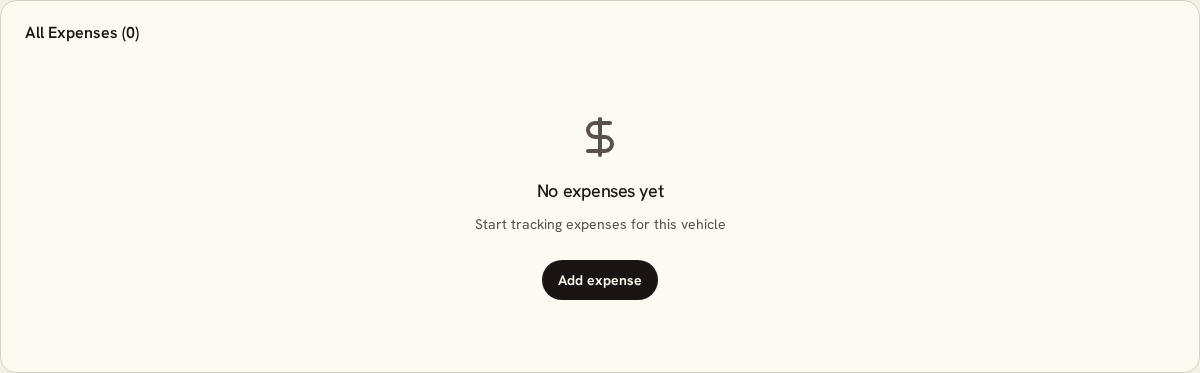 All Expenses (0)
No expenses yet
Start tracking expenses for this vehicle
Add expense